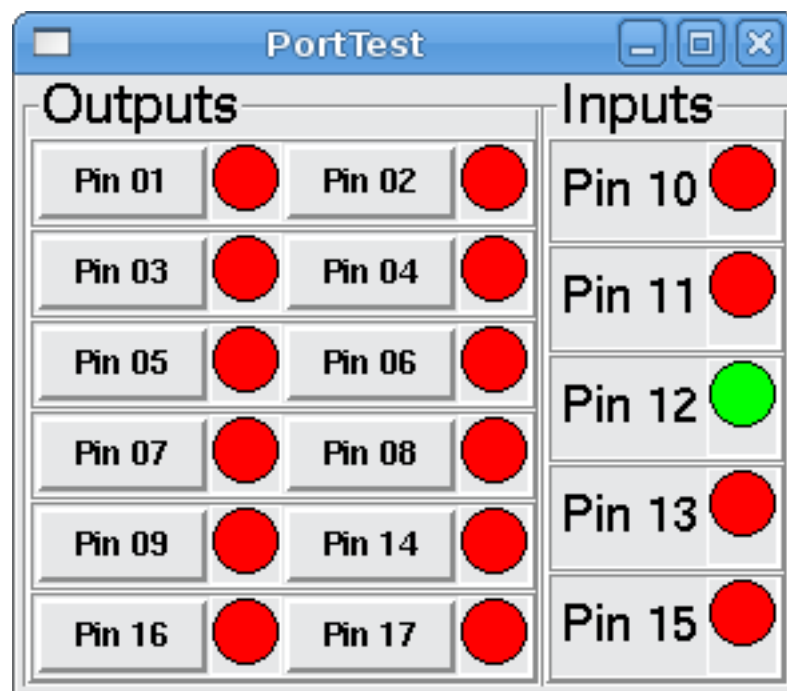 PortTest
Outputs
Inputs
Pin 01 Pin 02
Pin 03 Pin 04
Pin 05 Pin 06
Pin 07 Pin 08
Pin 09 Pin 14
Pin 16 Pin 17
Pin 10
Pin 11
Pin 12
Pin 13
Pin 15